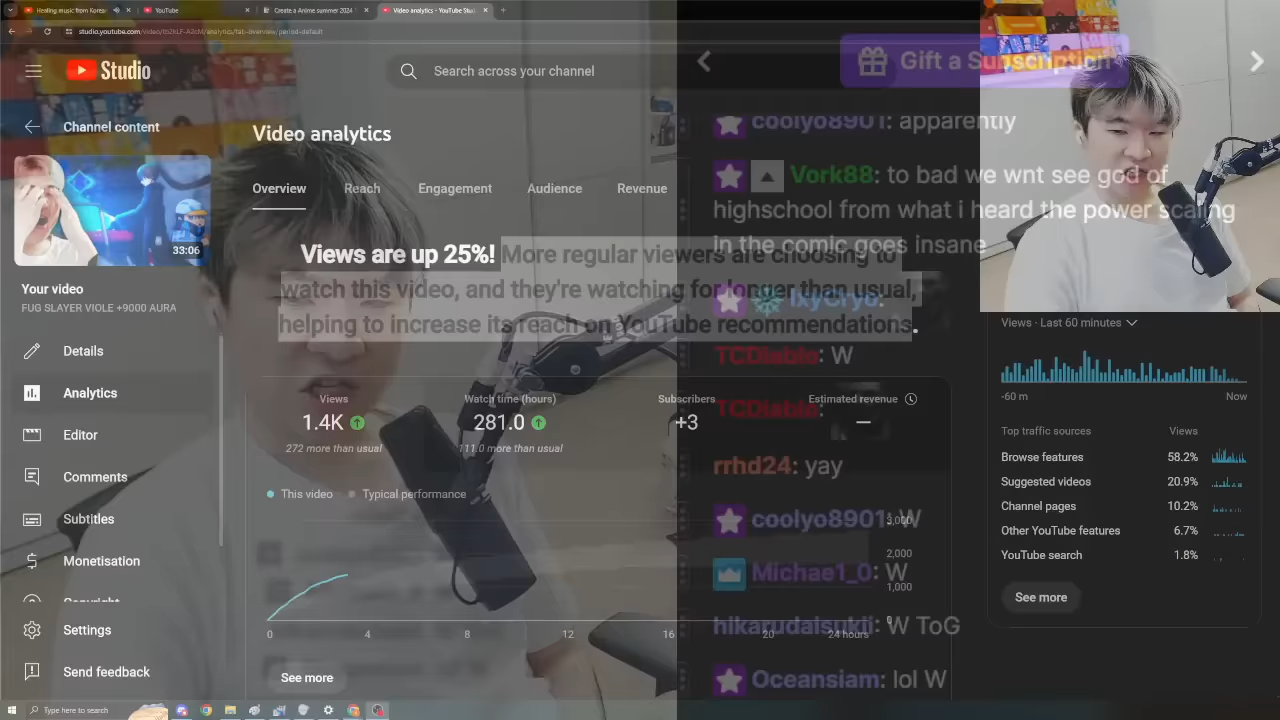 Healing music from Korea
YouTube
Create a Anime summer 2024
Video analytics - YouTube Stu
studio.youtube.com
Studio
Search across your channel
Gift a Subscription
Channel content
33:06
Your video
FUG SLAYER VIOLE +9000 AURA
Details
Analytics
Editor
Comments
Subtitles
Monetisation
Copyright
Settings
Send feedback
Video analytics
Overview Reach Engagement Audience Revenue
Views are up 25%! More regular viewers are choosing to
watch this video, and they're watching for longer than usual,
helping to increase its reach on YouTube recommendations.
Views
1.4K
272 more than usual
Watch time (hours)
281.0
111.0 more than usual
Subscribers
+3
Estimated revenue
—
This video Typical performance
3,000
2,000
1,000
0
0 4 8 12 16 20 24 hours
See more
coolyo8901: apparently
Vork88: to bad we wnt see god of
highschool from what i heard the power scaling
in the comic goes insane
IxyCryo:
TCDiablo: W
TCDiablo:
rrhd24: yay
coolyo8901: W
Michae1_0: W
hikarudaisukii: W ToG
Oceansiam: lol W
Views · Last 60 minutes
-60 m Now
Top traffic sources Views
Browse features 58.2%
Suggested videos 20.9%
Channel pages 10.2%
Other YouTube features 6.7%
YouTube search 1.8%
See more
Type here to search